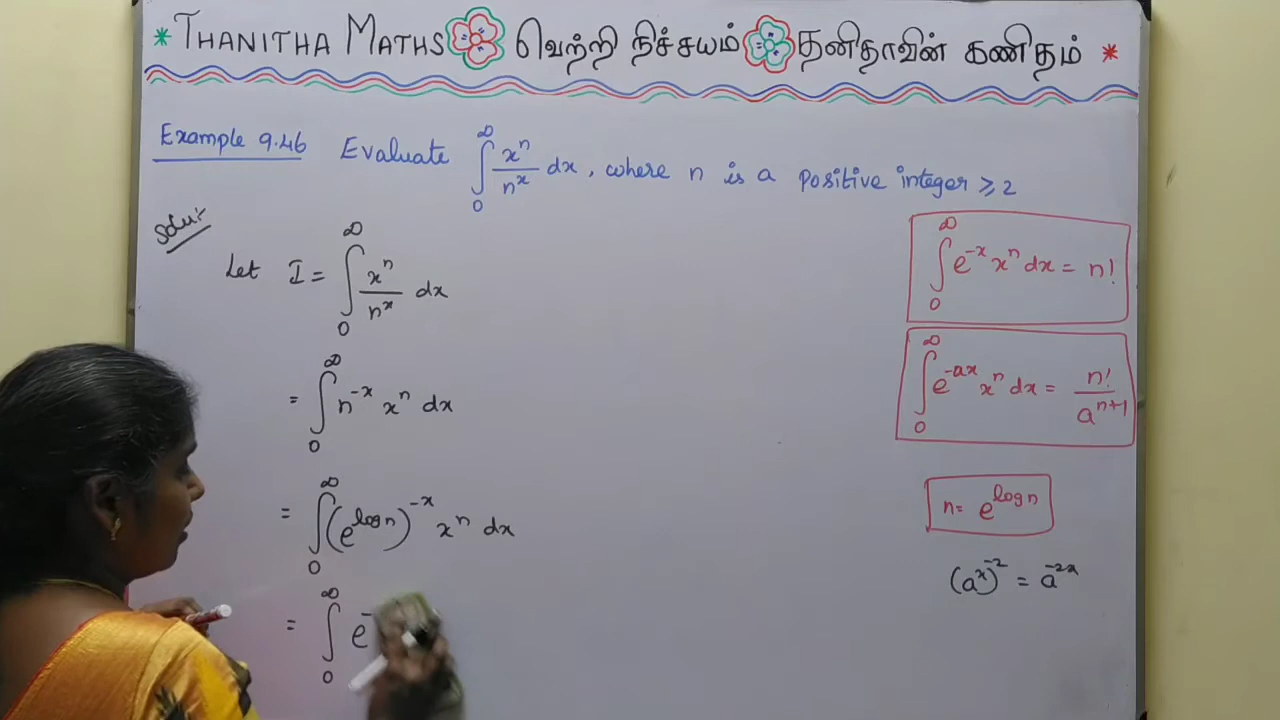 * THANITHA MATHS வெற்றி நிச்சயம் தனிதாவின் கணிதம் *
Example 9.46 Evaluate ∫₀^∞ xⁿ/nˣ dx, where n is a positive integer ⩾ 2
Solu:-
Let I = ∫₀^∞ xⁿ/nˣ dx
= ∫₀^∞ n^(-x) xⁿ dx
= ∫₀^∞ (e^(log n))^(-x) xⁿ dx
= ∫₀^∞ e^-
∫₀^∞ e^(-x) xⁿ dx = n!
∫₀^∞ e^(-ax) xⁿ dx = n!/a^(n+1)
n = e^(log n)
(aˣ)^(-2) = a^(-2x)